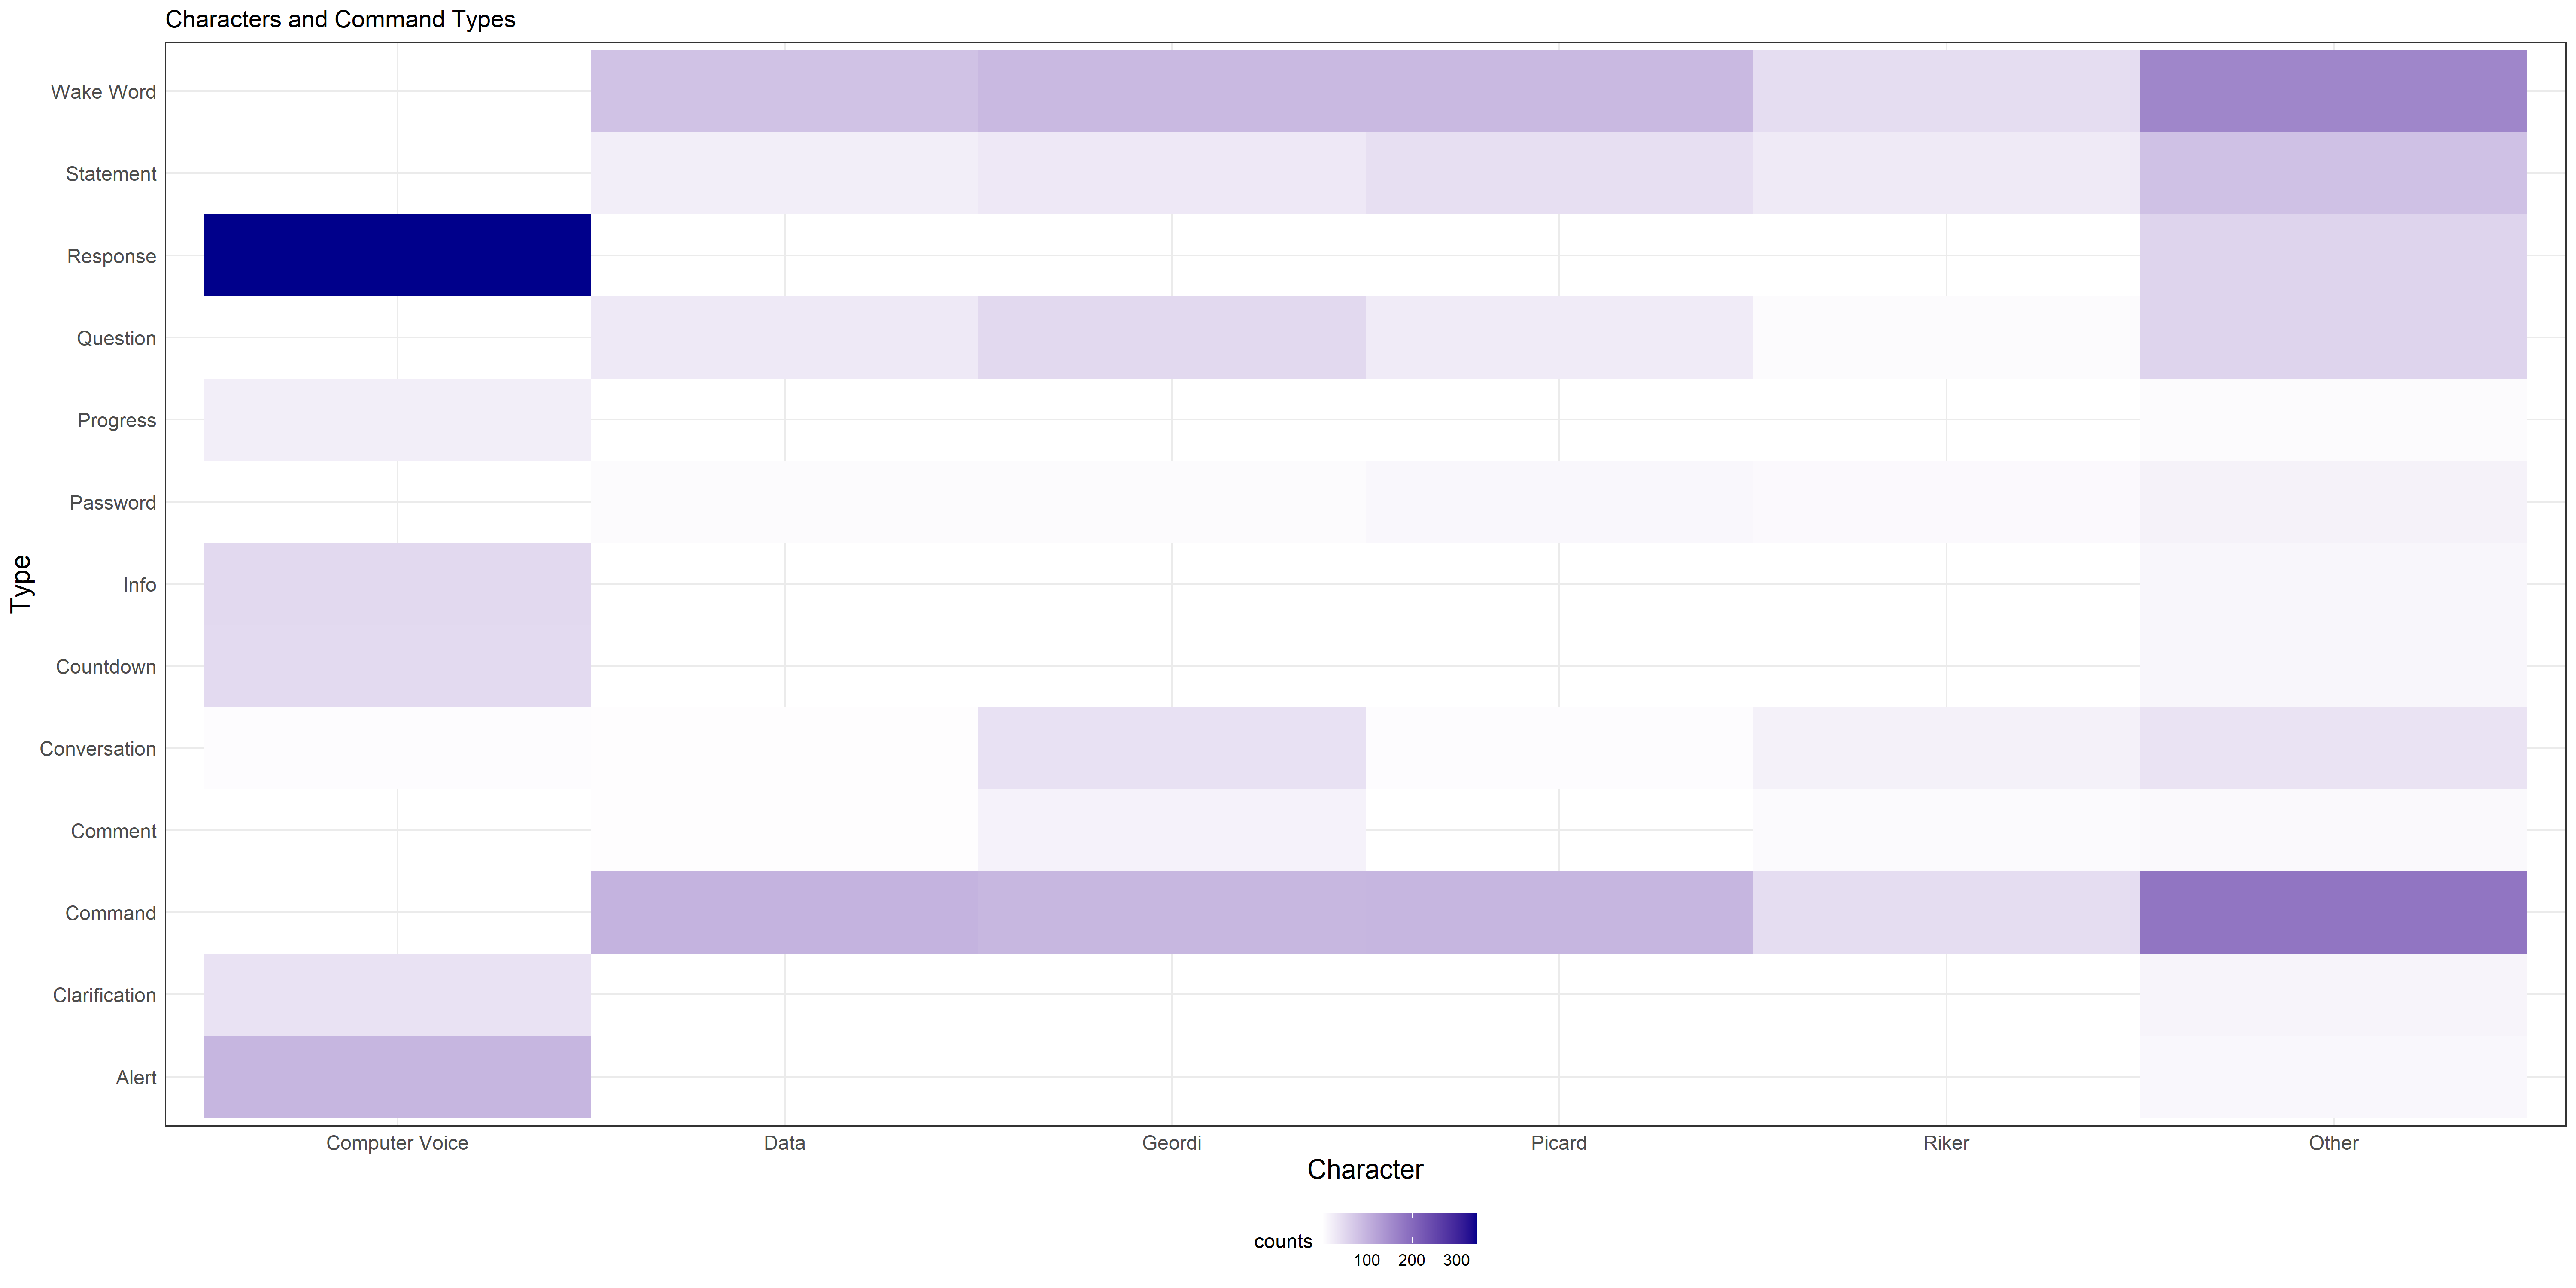 Characters and Command Types
Wake Word
Statement
Response
Question
Progress
Password
Info
Countdown
Conversation
Comment
Command
Clarification
Alert
Type
Computer Voice Data Geordi Picard Riker Other
Character
counts
100 200 300